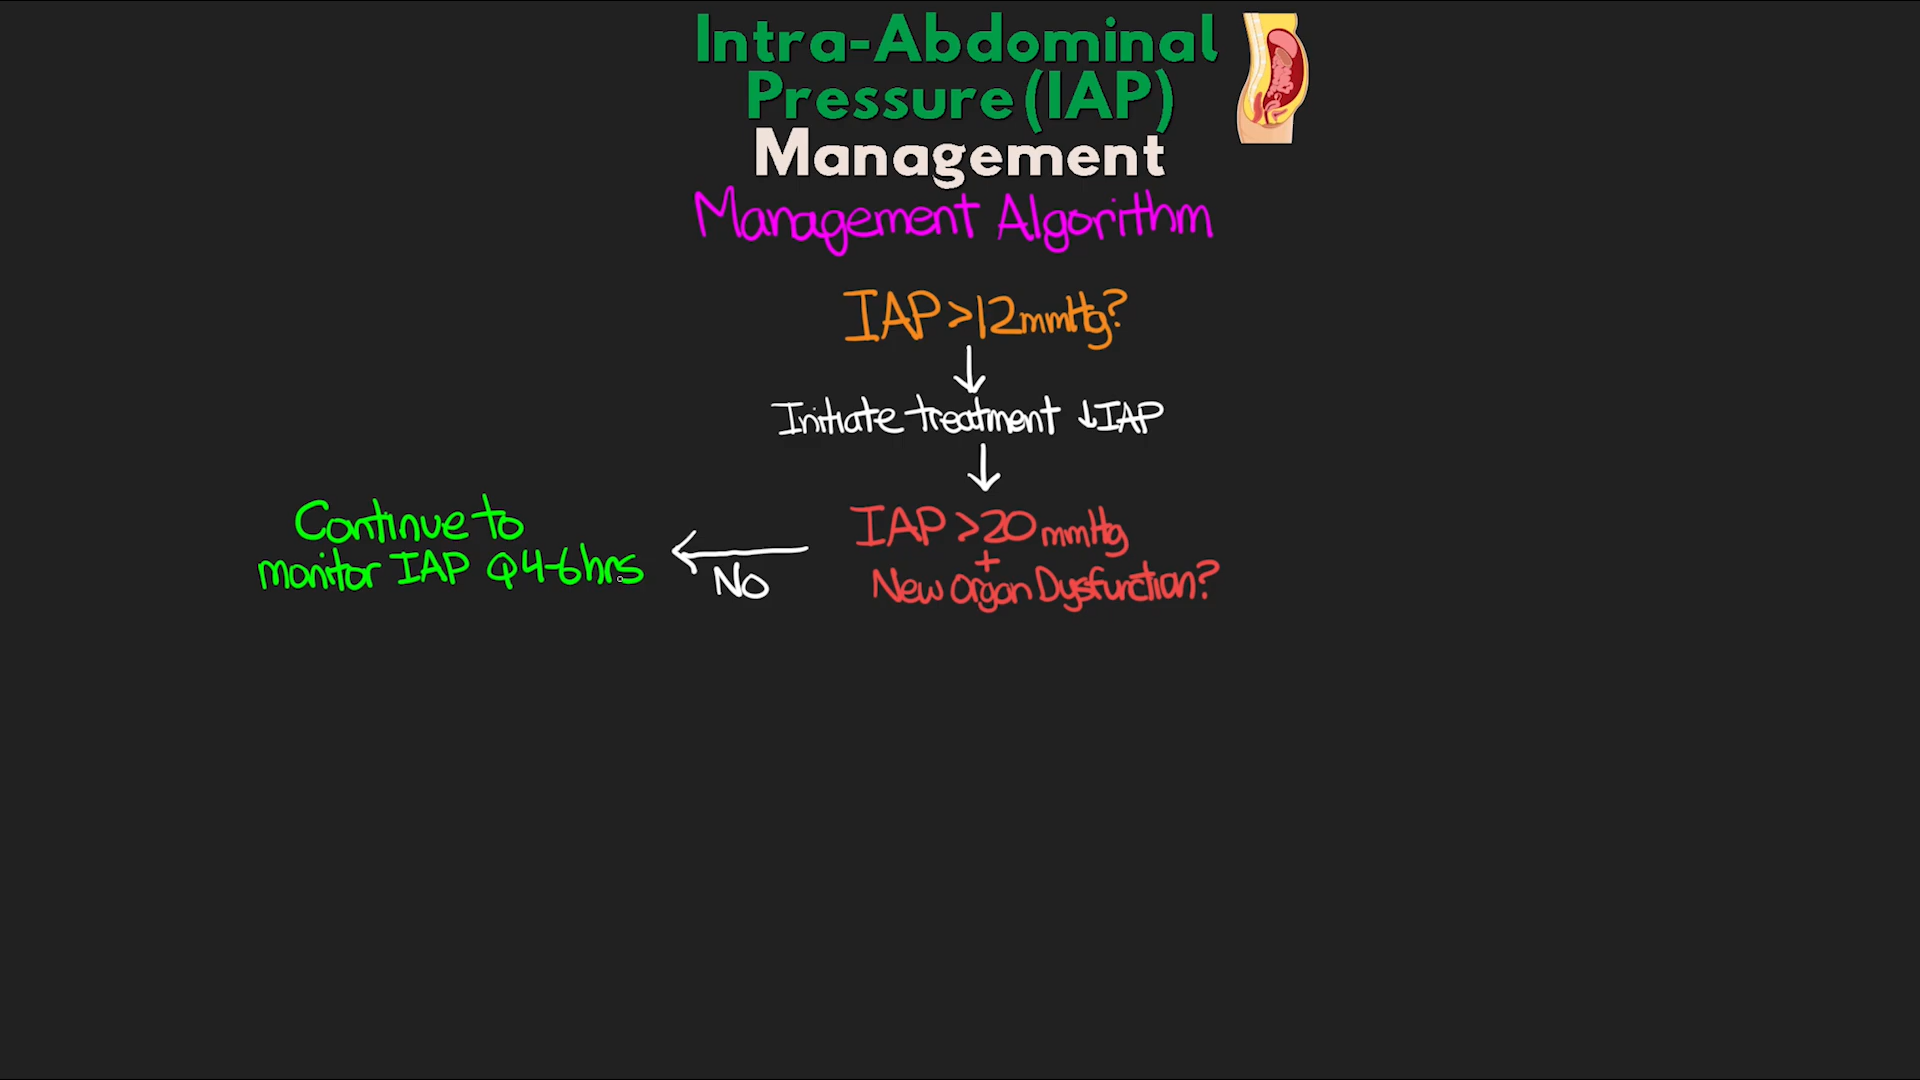 Intra-Abdominal
Pressure (IAP)
Management
Management Algorithm
IAP >12mmHg?
Initiate treatment ↓IAP
IAP >20 mmHg
+
New Organ Dysfunction?
No
Continue to
monitor IAP Q4-6hrs